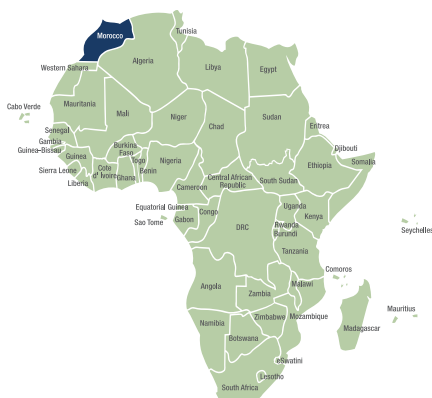 Morocco
Tunisia
Algeria
Libya
Egypt
Western Sahara
Cabo Verde
Mauritania
Mali
Niger
Chad
Sudan
Eritrea
Senegal
Gambia
Guinea-Bissau
Guinea
Burkina
Faso
Djibouti
Somalia
Sierra Leone
Liberia
Cote
d' Ivoire
Ghana
Togo
Benin
Nigeria
Ethiopia
Cameroon
Central African
Republic
South Sudan
Equatorial Guinea
Sao Tome
Gabon
Congo
DRC
Uganda
Kenya
Rwanda
Burundi
Seychelles
Tanzania
Comoros
Angola
Zambia
Malawi
Mozambique
Mauritius
Madagascar
Namibia
Zimbabwe
Botswana
eSwatini
Lesotho
South Africa